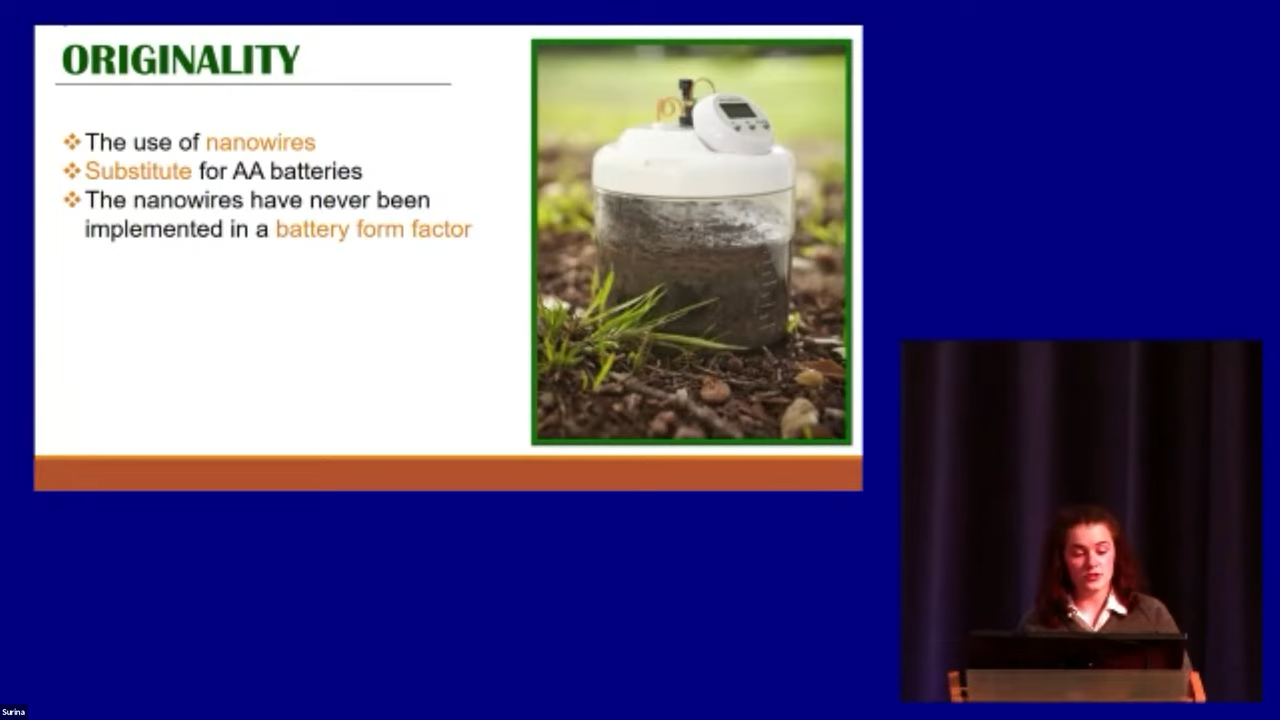 ORIGINALITY
The use of nanowires
Substitute for AA batteries
The nanowires have never been
implemented in a battery form factor
Surina